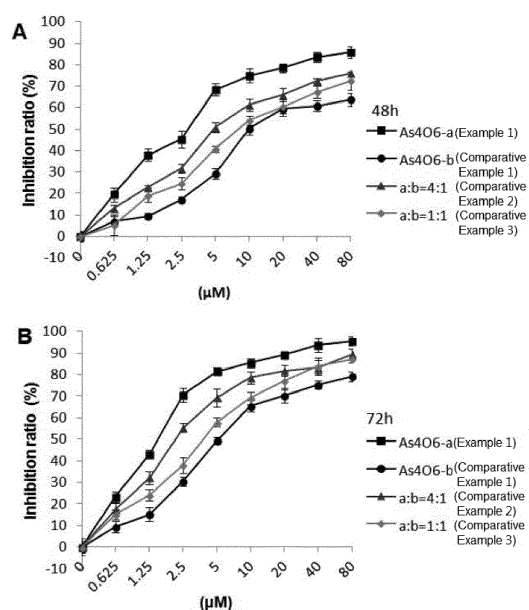 A
Inhibition ratio (%)
100
90
80
70
60
50
40
30
20
10
0
-10
0
0.625
1.25
2.5
5
10
20
40
80
(μM)
48h
As4O6-a (Example 1)
As4O6-b (Comparative
Example 1)
a:b=4:1 (Comparative
Example 2)
a:b=1:1 (Comparative
Example 3)
B
Inhibition ratio (%)
100
90
80
70
60
50
40
30
20
10
0
-10
0
0.625
1.25
2.5
5
10
20
40
80
(μM)
72h
As4O6-a (Example 1)
As4O6-b (Comparative
Example 1)
a:b=4:1 (Comparative
Example 2)
a:b=1:1 (Comparative
Example 3)